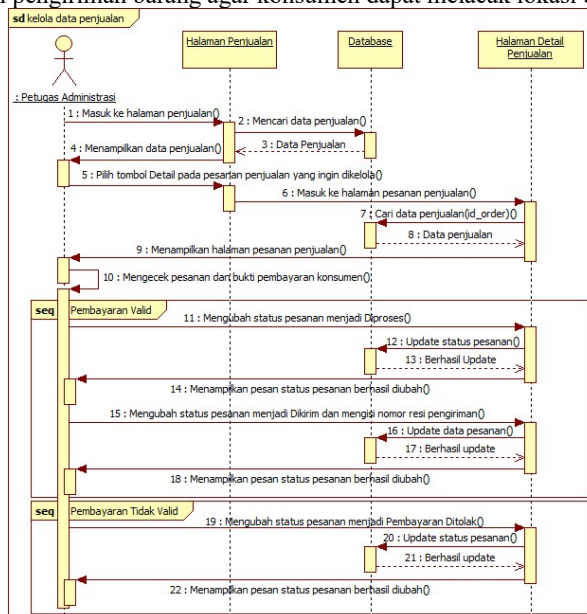 pengiriman barang agar konsumen dapat melacak lokasi
sd kelola data penjualan
Halaman Penjualan
Database
Halaman Detail
Penjualan
: Petugas Administrasi
1 : Masuk ke halaman penjualan()
2 : Mencari data penjualan()
3 : Data Penjualan
4 : Menampilkan data penjualan()
5 : Pilih tombol Detail pada pesanan penjualan yang ingin dikelola()
6 : Masuk ke halaman pesanan penjualan()
7 : Cari data penjualan(id_order)()
8 : Data penjualan
9 : Menampilkan halaman pesanan penjualan()
10 : Mengecek pesanan dan bukti pembayaran konsumen()
seq Pembayaran Valid
11 : Mengubah status pesanan menjadi Diproses()
12 : Update status pesanan()
13 : Berhasil Update
14 : Menampilkan pesan status pesanan berhasil diubah()
15 : Mengubah status pesanan menjadi Dikirim dan mengisi nomor resi pengiriman()
16 : Update data pesanan()
17 : Berhasil update
18 : Menampilkan pesan status pesanan berhasil diubah()
seq Pembayaran Tidak Valid
19 : Mengubah status pesanan menjadi Pembayaran Ditolak()
20 : Update status pesanan()
21 : Berhasil update
22 : Menampilkan pesan status pesanan berhasil diubah()